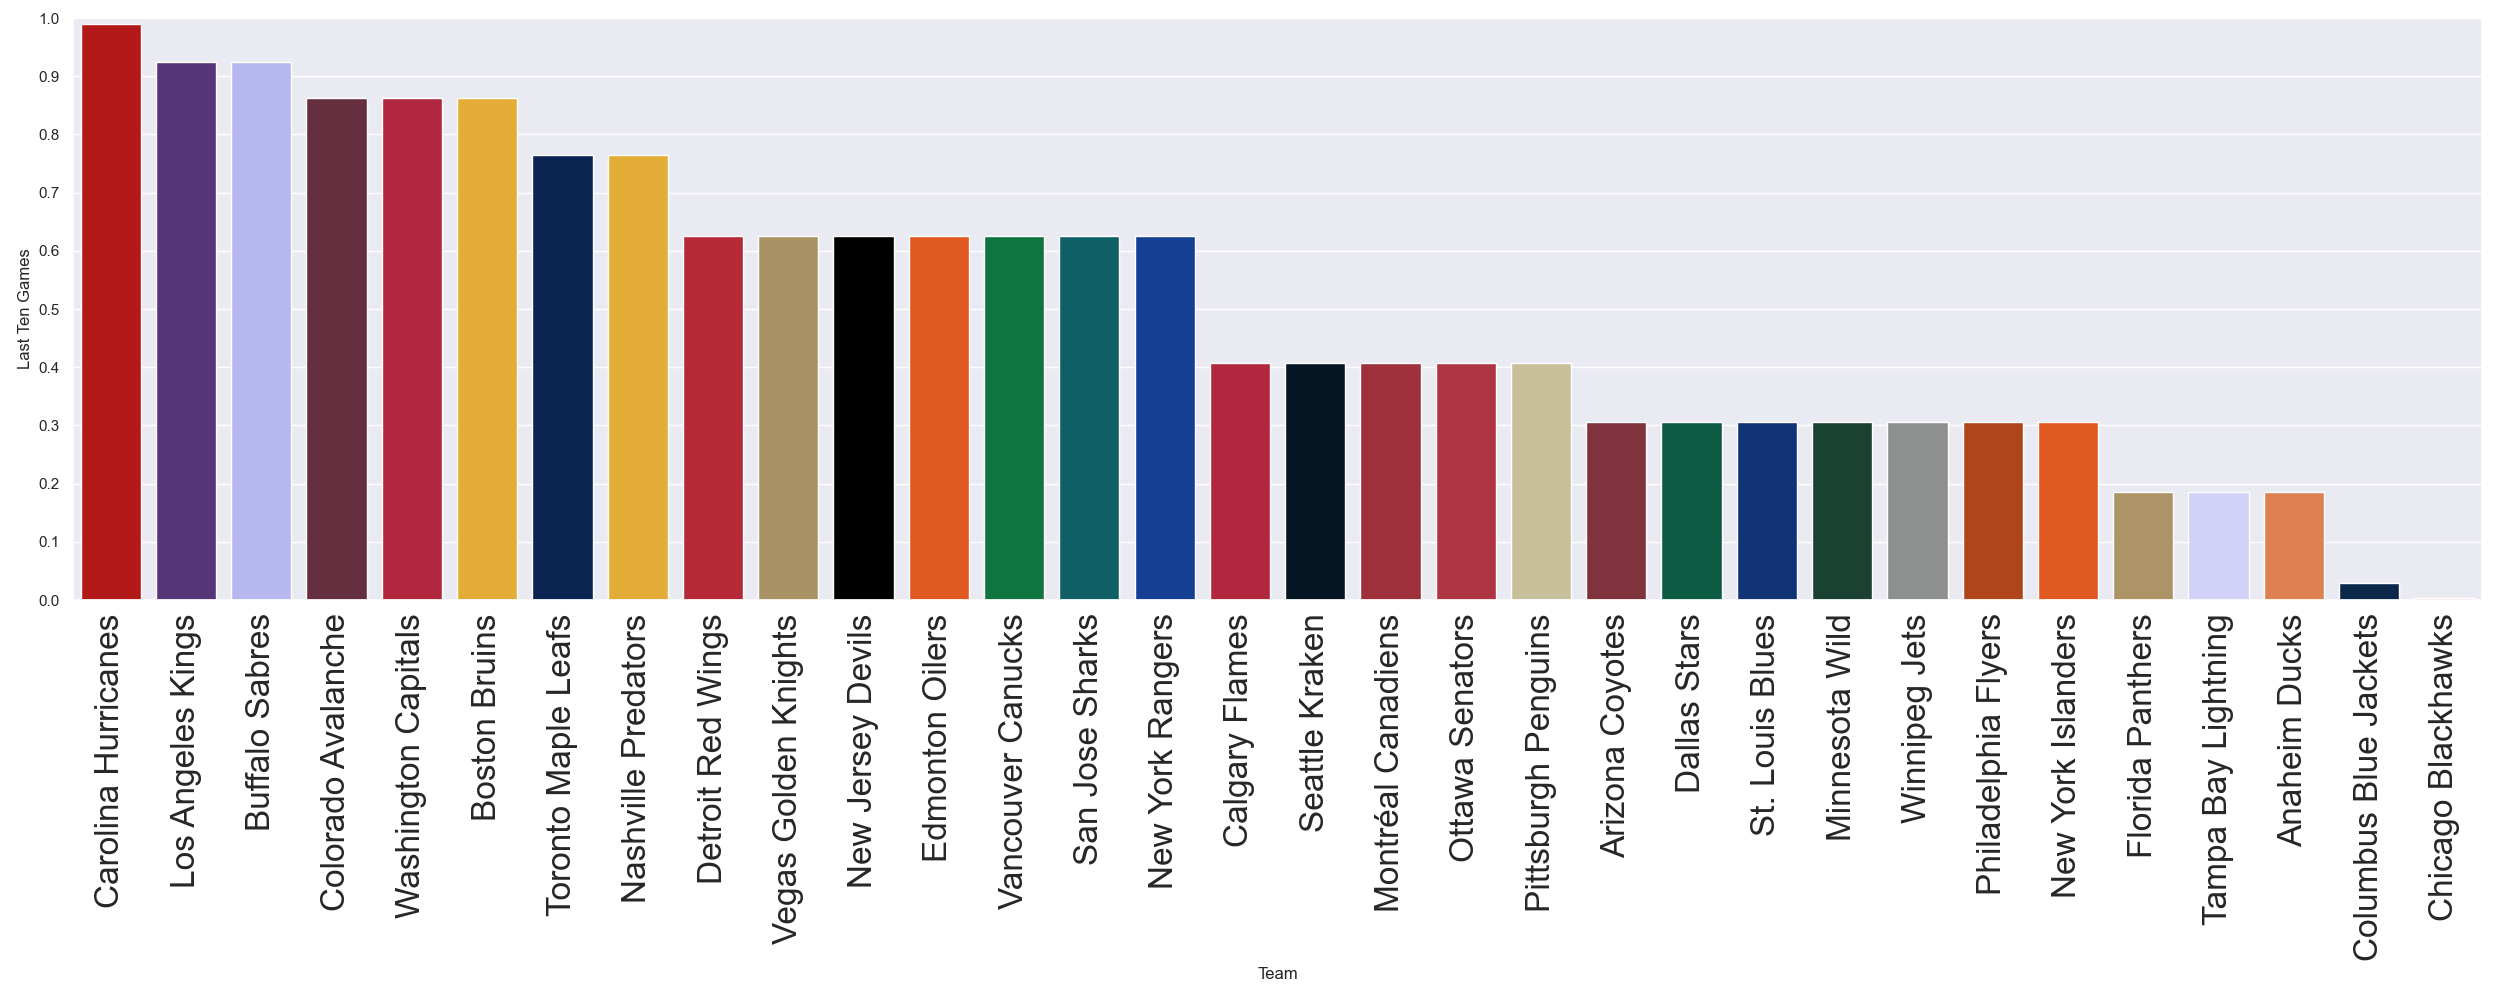 1.0
0.9
0.8
0.7
0.6
0.5
0.4
0.3
0.2
0.1
0.0
Last Ten Games
Carolina Hurricanes
Los Angeles Kings
Buffalo Sabres
Colorado Avalanche
Washington Capitals
Boston Bruins
Toronto Maple Leafs
Nashville Predators
Detroit Red Wings
Vegas Golden Knights
New Jersey Devils
Edmonton Oilers
Vancouver Canucks
San Jose Sharks
New York Rangers
Calgary Flames
Seattle Kraken
Montréal Canadiens
Ottawa Senators
Pittsburgh Penguins
Arizona Coyotes
Dallas Stars
St. Louis Blues
Minnesota Wild
Winnipeg Jets
Philadelphia Flyers
New York Islanders
Florida Panthers
Tampa Bay Lightning
Anaheim Ducks
Columbus Blue Jackets
Chicago Blackhawks
Team